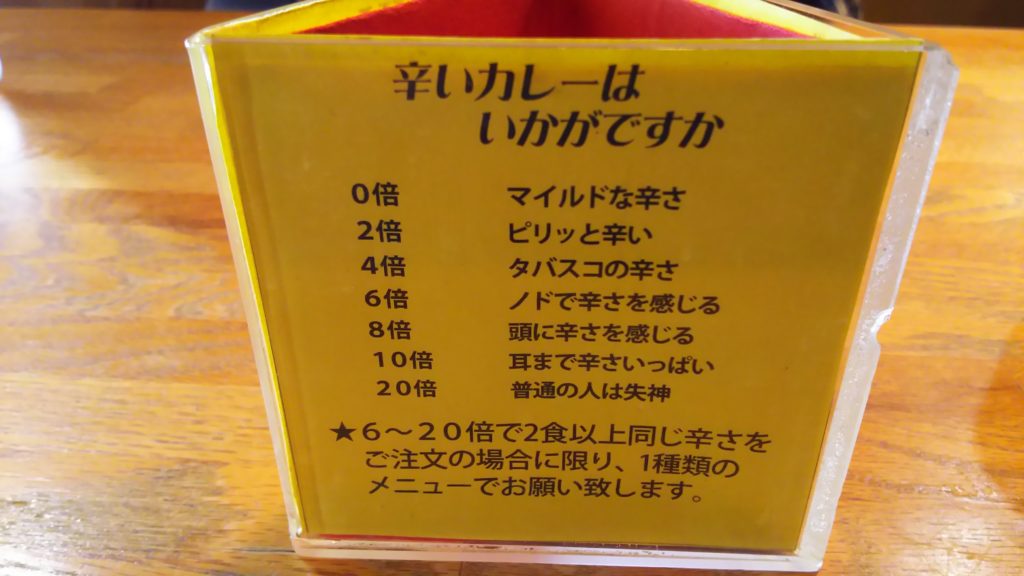 辛いカレーは
いかがですか
0倍 マイルドな辛さ
2倍 ピリッと辛い
4倍 タバスコの辛さ
6倍 ノドで辛さを感じる
8倍 頭に辛さを感じる
10倍 耳まで辛さいっぱい
20倍 普通の人は失神
★6〜20倍で2食以上同じ辛さを
ご注文の場合に限り、1種類の
メニューでお願い致します。